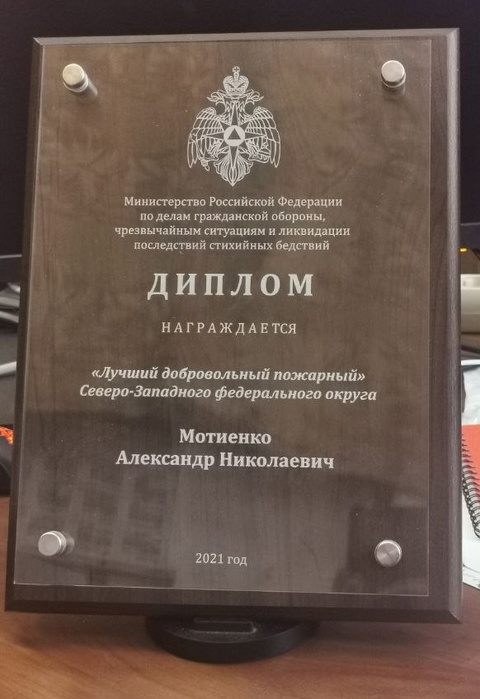 Министерство Российской Федерации
по делам гражданской обороны,
чрезвычайным ситуациям и ликвидации
последствий стихийных бедствий
ДИПЛОМ
НАГРАЖДАЕТСЯ
«Лучший добровольный пожарный»
Северо-Западного федерального округа
Мотиенко
Александр Николаевич
2021 год